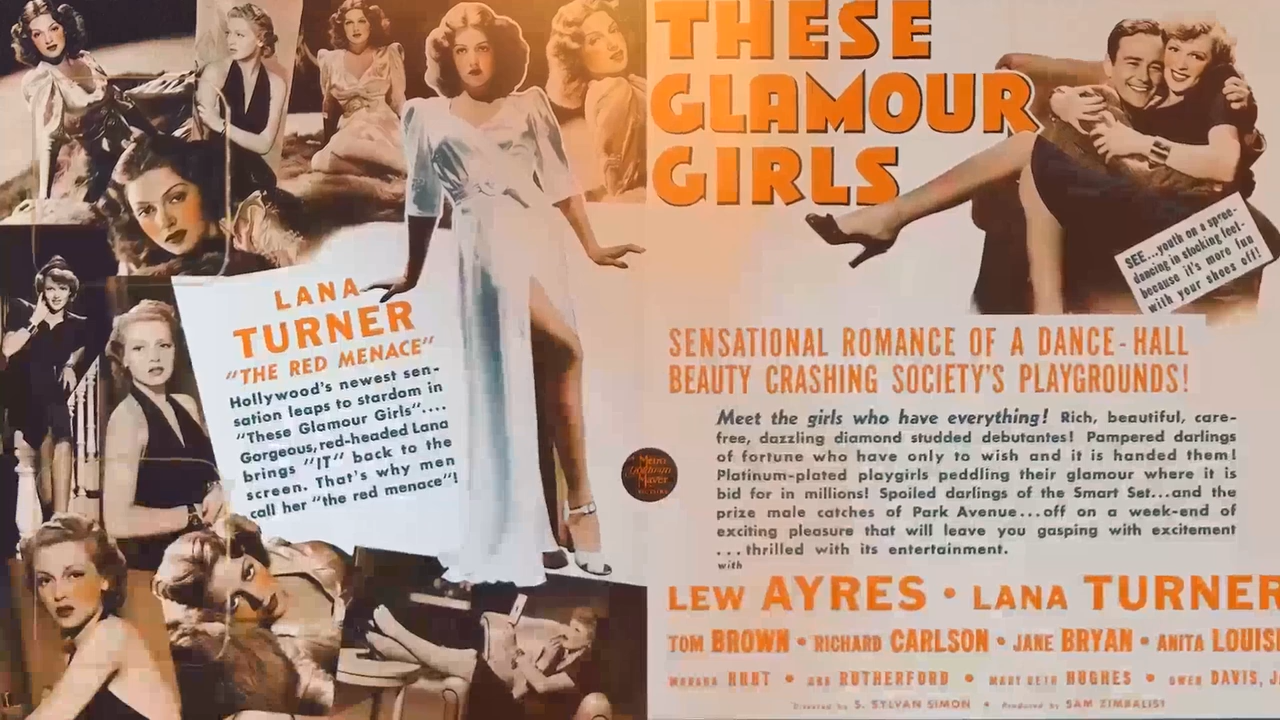 LANA
TURNER
"THE RED MENACE"
Hollywood's newest sen-
sation leaps to stardom in
"These Glamour Girls"....
Gorgeous, red-headed Lana
brings "IT" back to the
screen. That's why men
call her "the red menace"!
THESE
GLAMOUR
GIRLS
SEE...youth on a spree-
dancing in stocking feet-
because it's more fun
with your shoes off!
SENSATIONAL ROMANCE OF A DANCE-HALL
BEAUTY CRASHING SOCIETY'S PLAYGROUNDS!
Meet the girls who have everything! Rich, beautiful, care-
free, dazzling diamond studded debutantes! Pampered darlings
of fortune who have only to wish and it is handed them!
Platinum-plated playgirls peddling their glamour where it is
bid for in millions! Spoiled darlings of the Smart Set...and the
prize male catches of Park Avenue...off on a week-end of
exciting pleasure that will leave you gasping with excitement
...thrilled with its entertainment.
with
Metro
Goldwyn
Mayer
LEW AYRES • LANA TURNER
TOM BROWN • RICHARD CARLSON • JANE BRYAN • ANITA LOUISE
MARSHA HUNT • ANN RUTHERFORD • MARY BETH HUGHES • OWEN DAVIS, J
Directed by S. SYLVAN SIMON • Produced by SAM ZIMBALIST